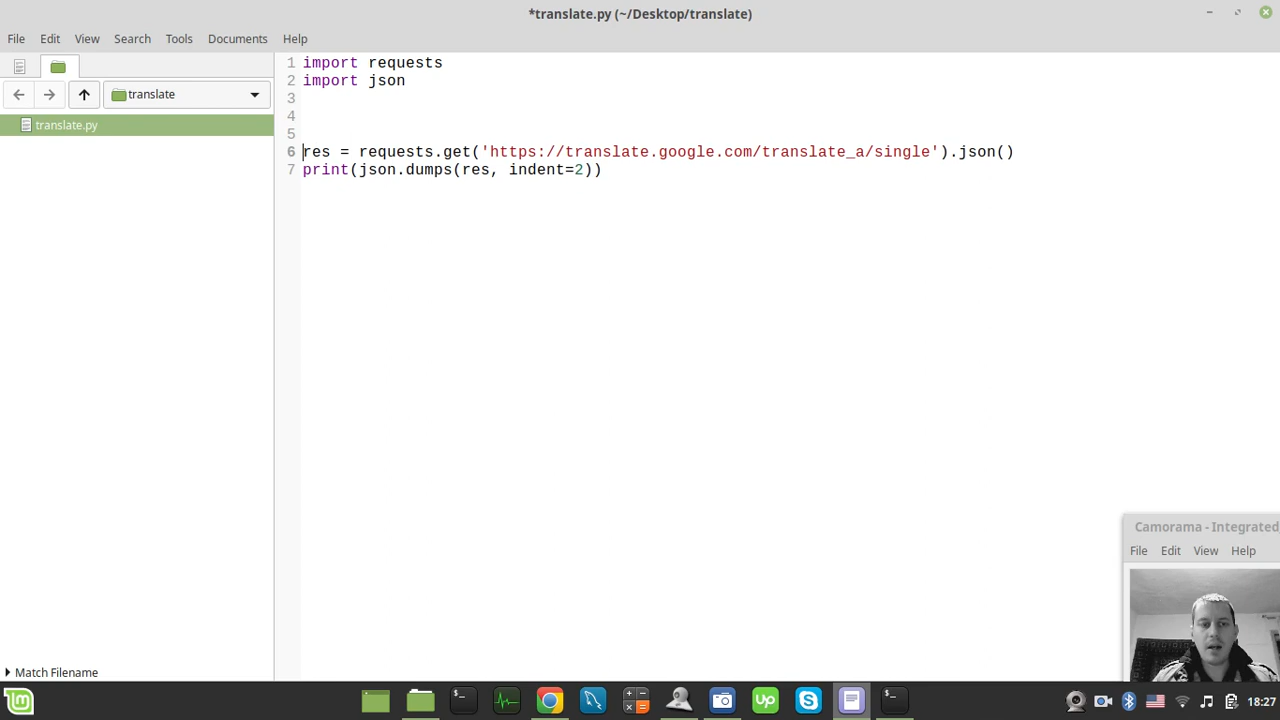 *translate.py (~/Desktop/translate)
File Edit View Search Tools Documents Help
translate
translate.py
1 import requests
2 import json
3
4
5
6 res = requests.get('https://translate.google.com/translate_a/single').json()
7 print(json.dumps(res, indent=2))
Camorama - Integrated
File Edit View Help
Match Filename
$_
up
$_
18:27